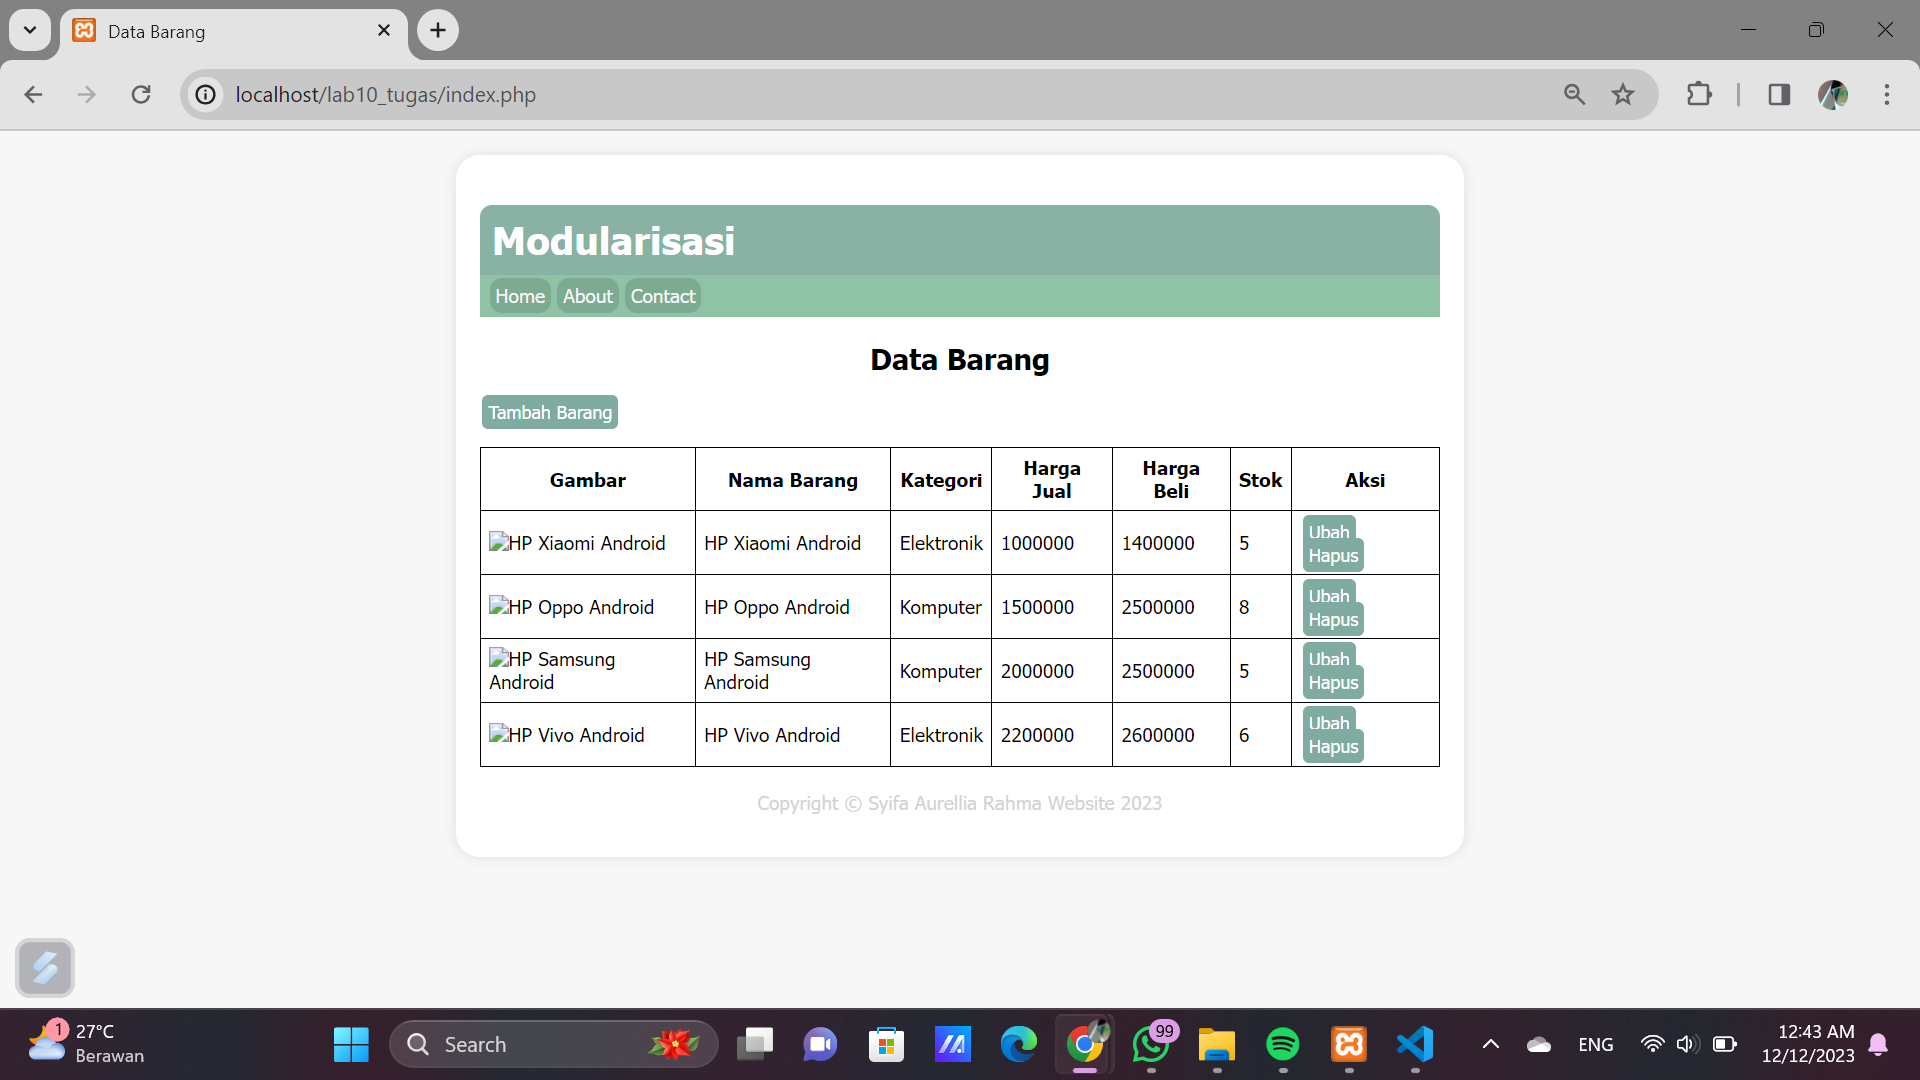 Data Barang
localhost/lab10_tugas/index.php
Modularisasi
Home About Contact
Data Barang
Tambah Barang
Gambar Nama Barang Kategori Harga Jual Harga Beli Stok Aksi
HP Xiaomi Android HP Xiaomi Android Elektronik 1000000 1400000 5 Ubah Hapus
HP Oppo Android HP Oppo Android Komputer 1500000 2500000 8 Ubah Hapus
HP Samsung Android HP Samsung Android Komputer 2000000 2500000 5 Ubah Hapus
HP Vivo Android HP Vivo Android Elektronik 2200000 2600000 6 Ubah Hapus
Copyright © Syifa Aurellia Rahma Website 2023
1 27°C
Berawan
Search
99
ENG
12:43 AM
12/12/2023